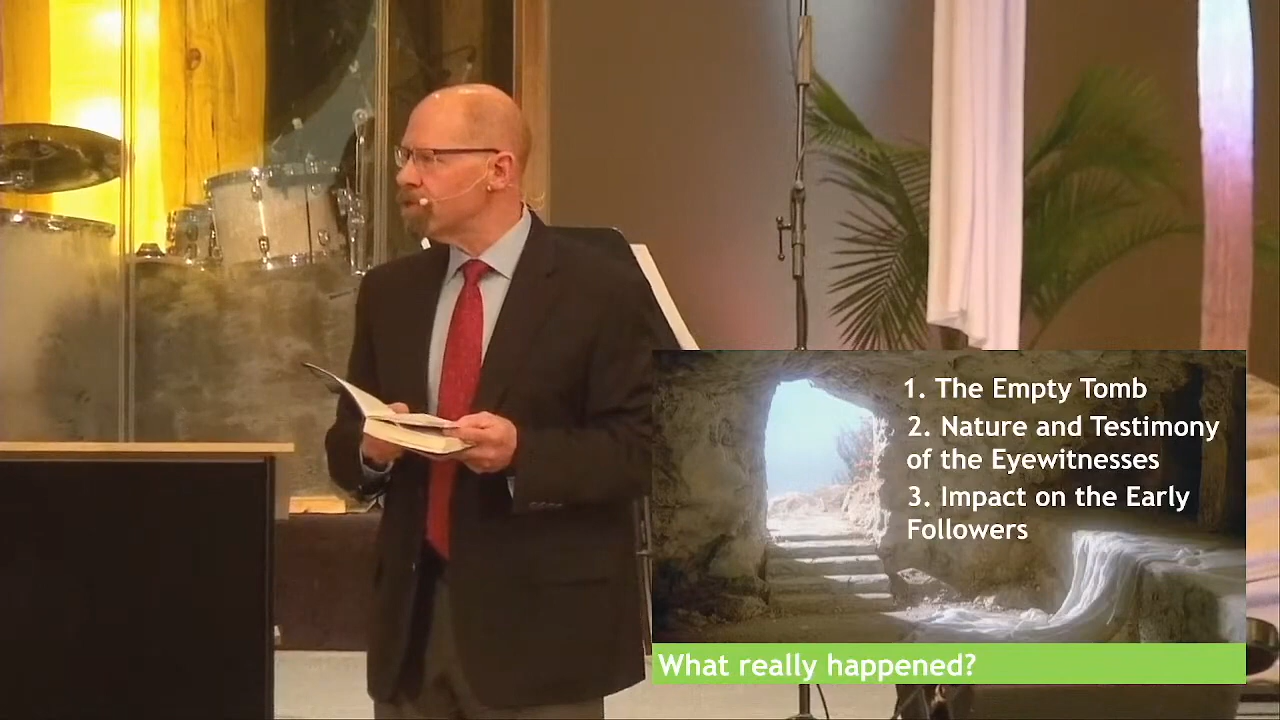 1. The Empty Tomb
2. Nature and Testimony
of the Eyewitnesses
3. Impact on the Early
Followers
What really happened?